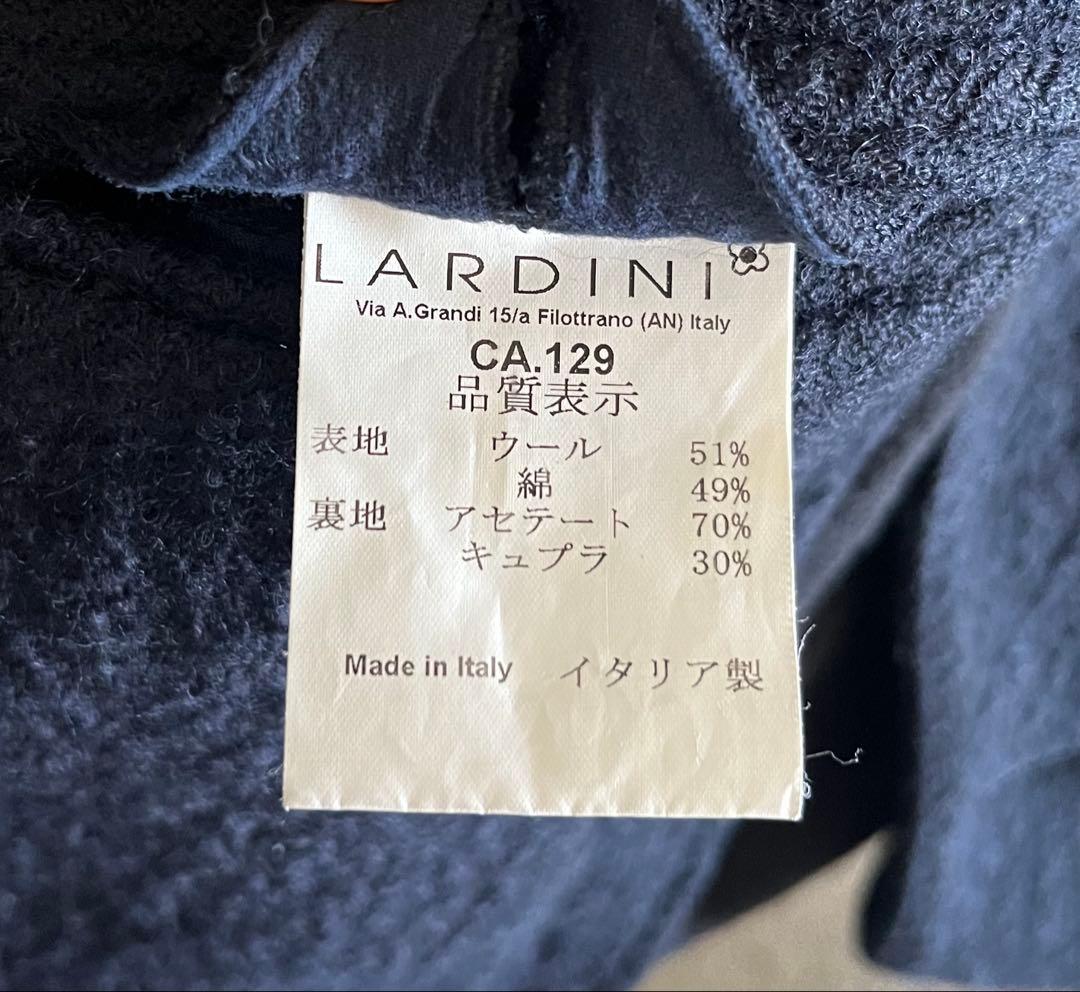 LARDINI
Via A.Grandi 15/a Filottrano (AN) Italy
CA.129
品質表示
表地 ウール 51%
綿 49%
裏地 アセテート 70%
キュプラ 30%
Made in Italy イタリア製